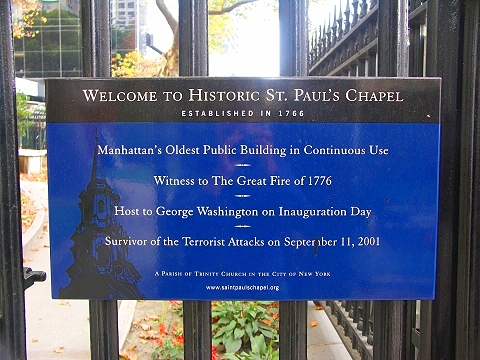 Welcome to Historic St. Paul's Chapel
Established in 1766
Manhattan's Oldest Public Building in Continuous Use
Witness to The Great Fire of 1776
Host to George Washington on Inauguration Day
Survivor of the Terrorist Attacks on September 11, 2001
A Parish of Trinity Church in the City of New York
www.saintpaulschapel.org